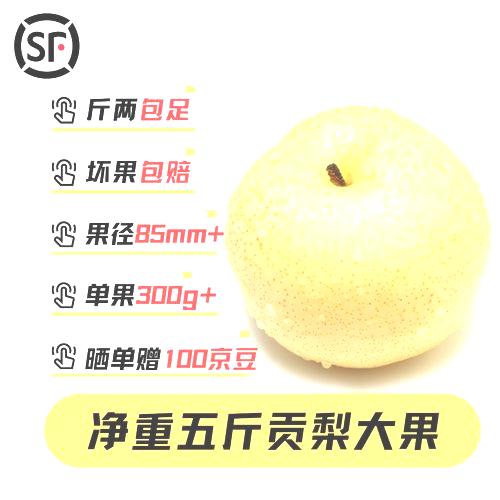 SF
斤两包足
坏果包赔
果径85mm+
单果300g+
晒单赠100京豆
净重五斤贡梨大果